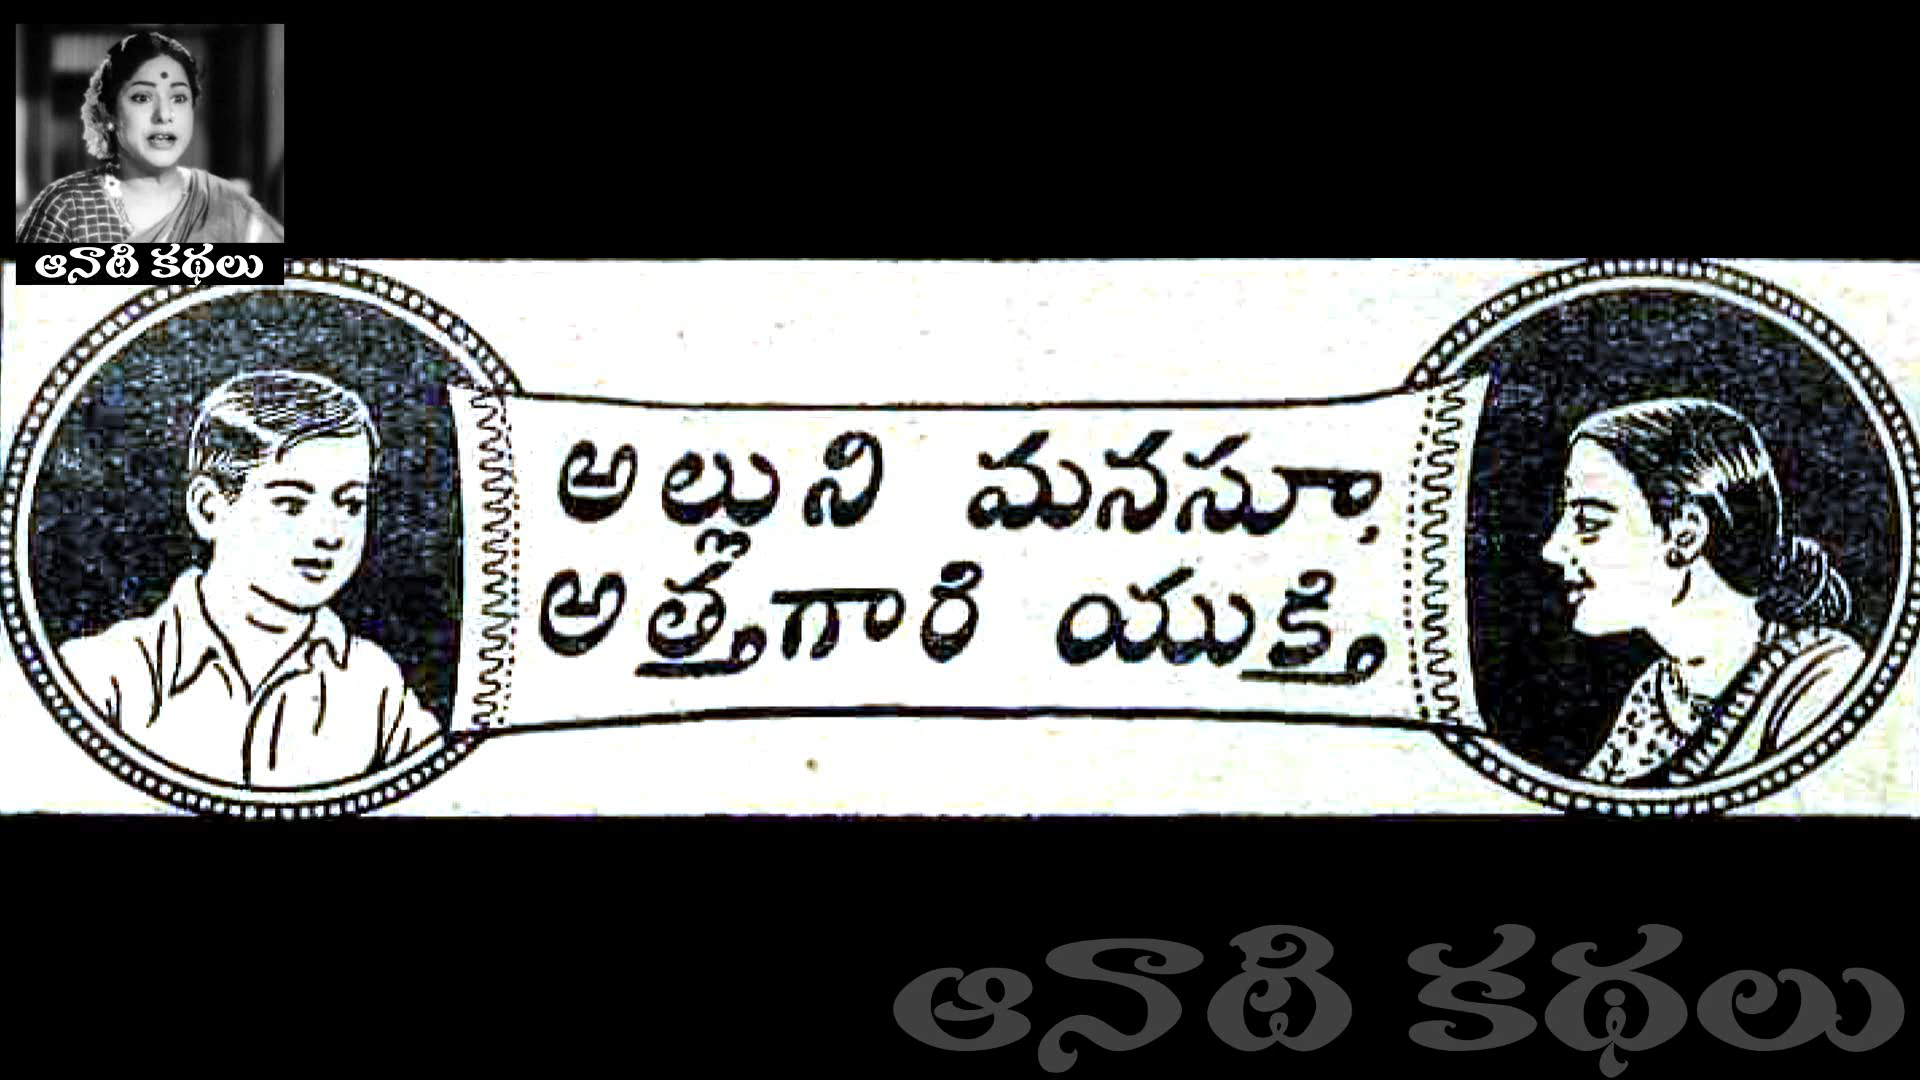 ఆనాటి కథలు
అల్లుని మనస్సూ,
అత్తగారి యుక్తి
ఆనాటి కథలు